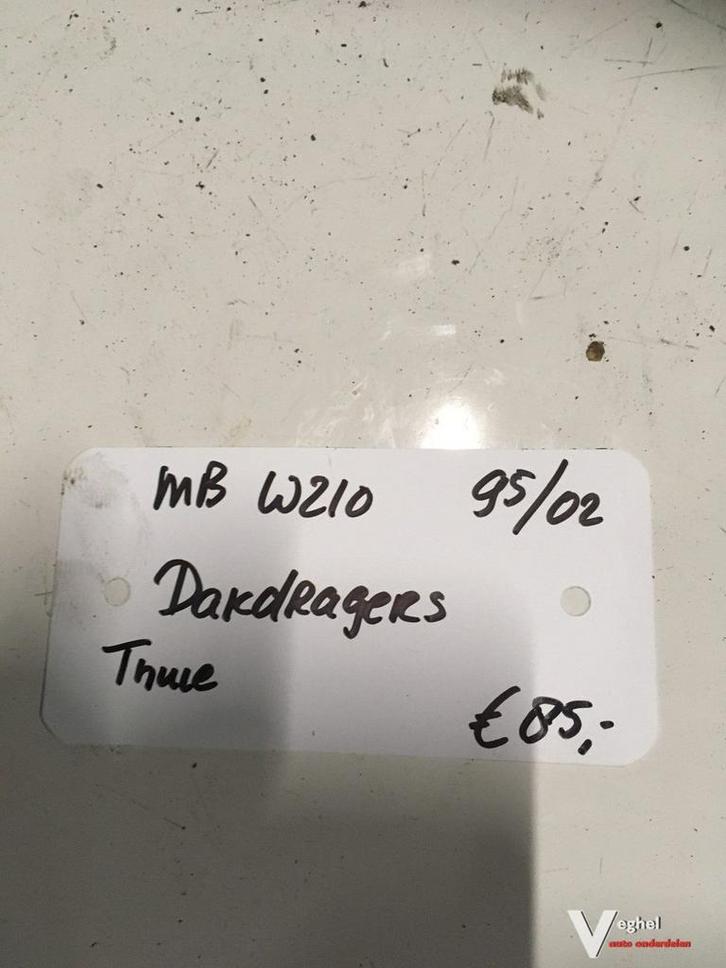 MB W210 95/02
Dakdragers
Thule
€85,-
Veghel
auto onderdelen